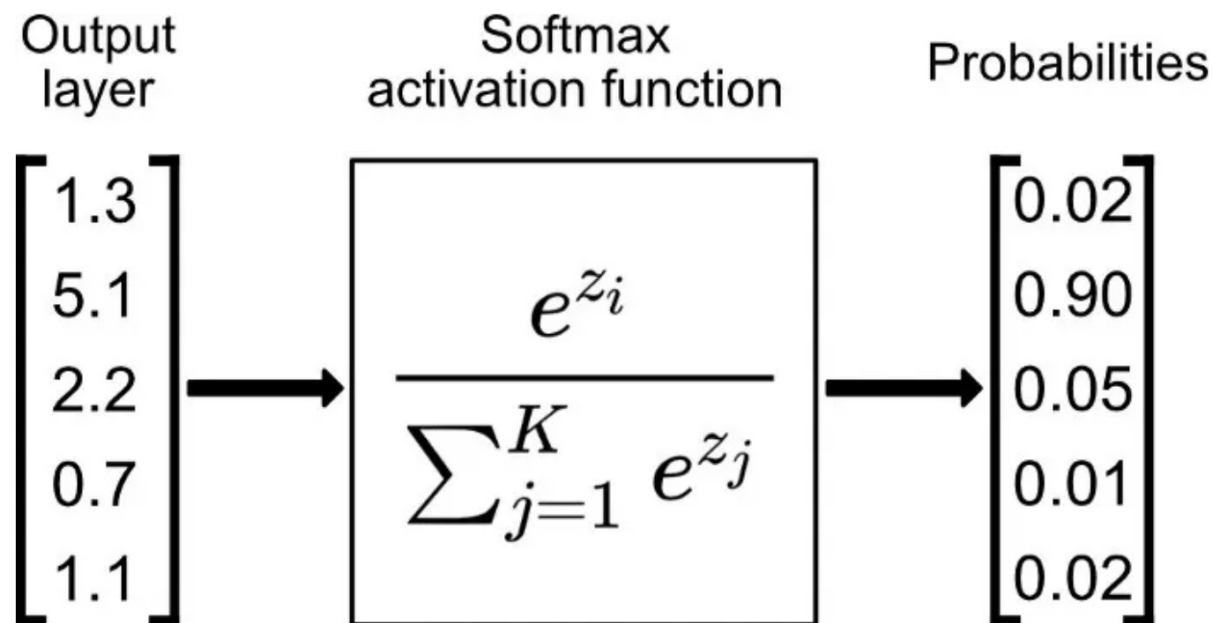 Output
layer
Softmax
activation function
Probabilities
1.3
5.1
2.2
0.7
1.1
e^{z_i}
∑_{j=1}^{K} e^{z_j}
0.02
0.90
0.05
0.01
0.02